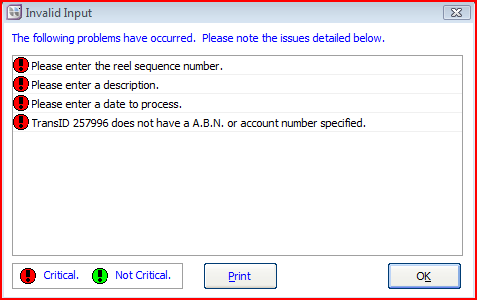 Invalid Input
The following problems have occurred. Please note the issues detailed below.
Please enter the reel sequence number.
Please enter a description.
Please enter a date to process.
TransID 257996 does not have a A.B.N. or account number specified.
Critical. Not Critical. Print OK